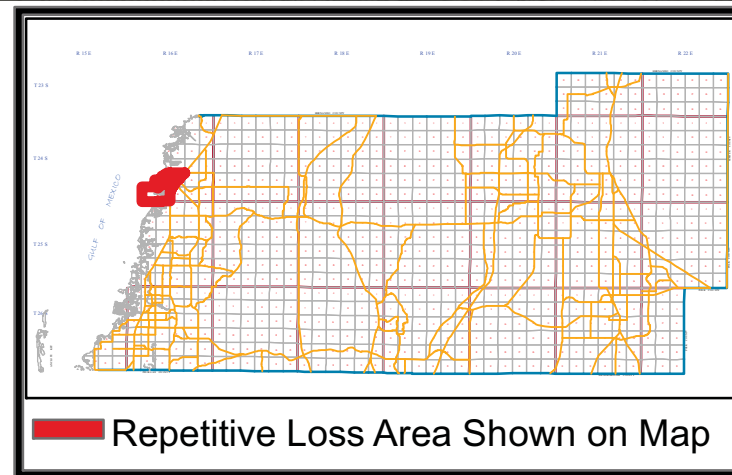 R 15 E R 16 E R 17 E R 18 E R 19 E R 20 E R 21 E R 22 E
T 23 S
T 24 S
GULF OF MEXICO
T 25 S
T 26 S
Repetitive Loss Area Shown on Map